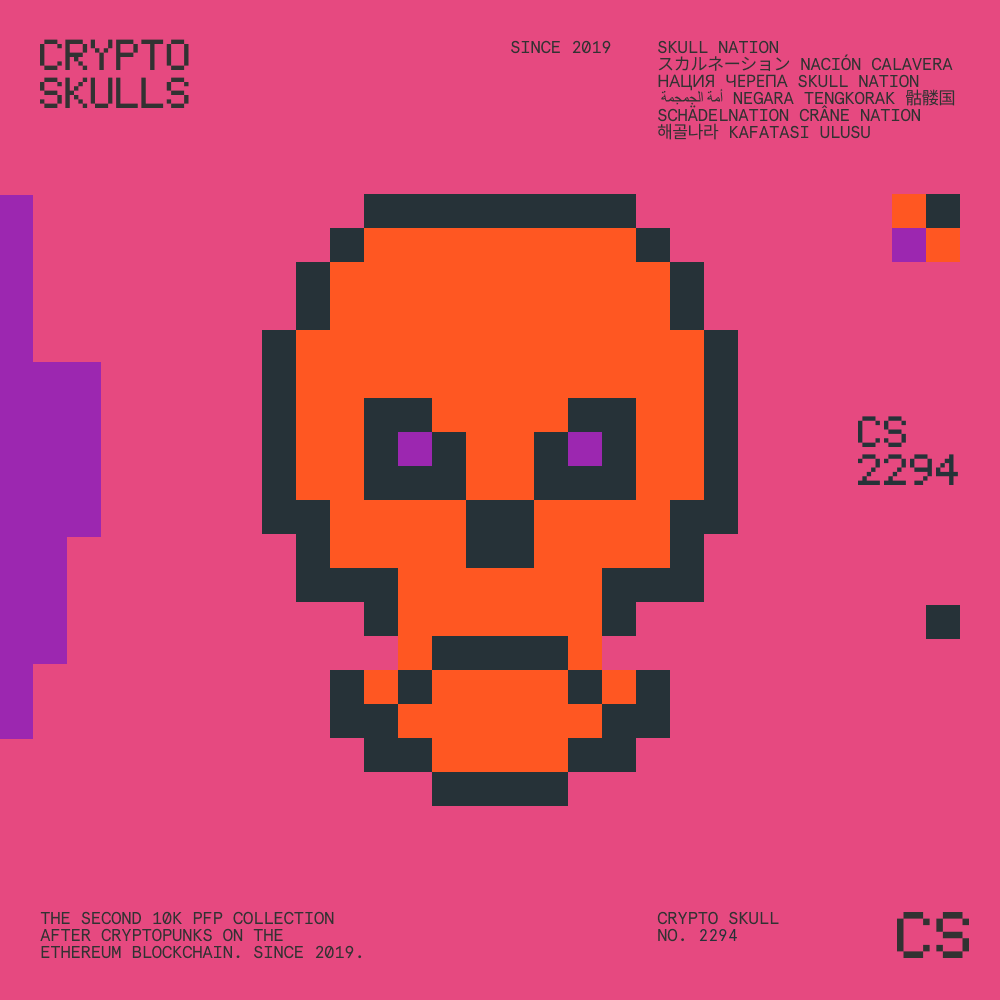 CRYPTO
SKULLS
SINCE 2019
SKULL NATION
スカルネーション NACIÓN CALAVERA
НАЦИЯ ЧЕРЕПА SKULL NATION
أمة الجمجمة NEGARA TENGKORAK 骷髅国
SCHÄDELNATION CRÂNE NATION
해골나라 KAFATASI ULUSU
CS
2294
THE SECOND 10K PFP COLLECTION
AFTER CRYPTOPUNKS ON THE
ETHEREUM BLOCKCHAIN. SINCE 2019.
CRYPTO SKULL
NO. 2294
CS